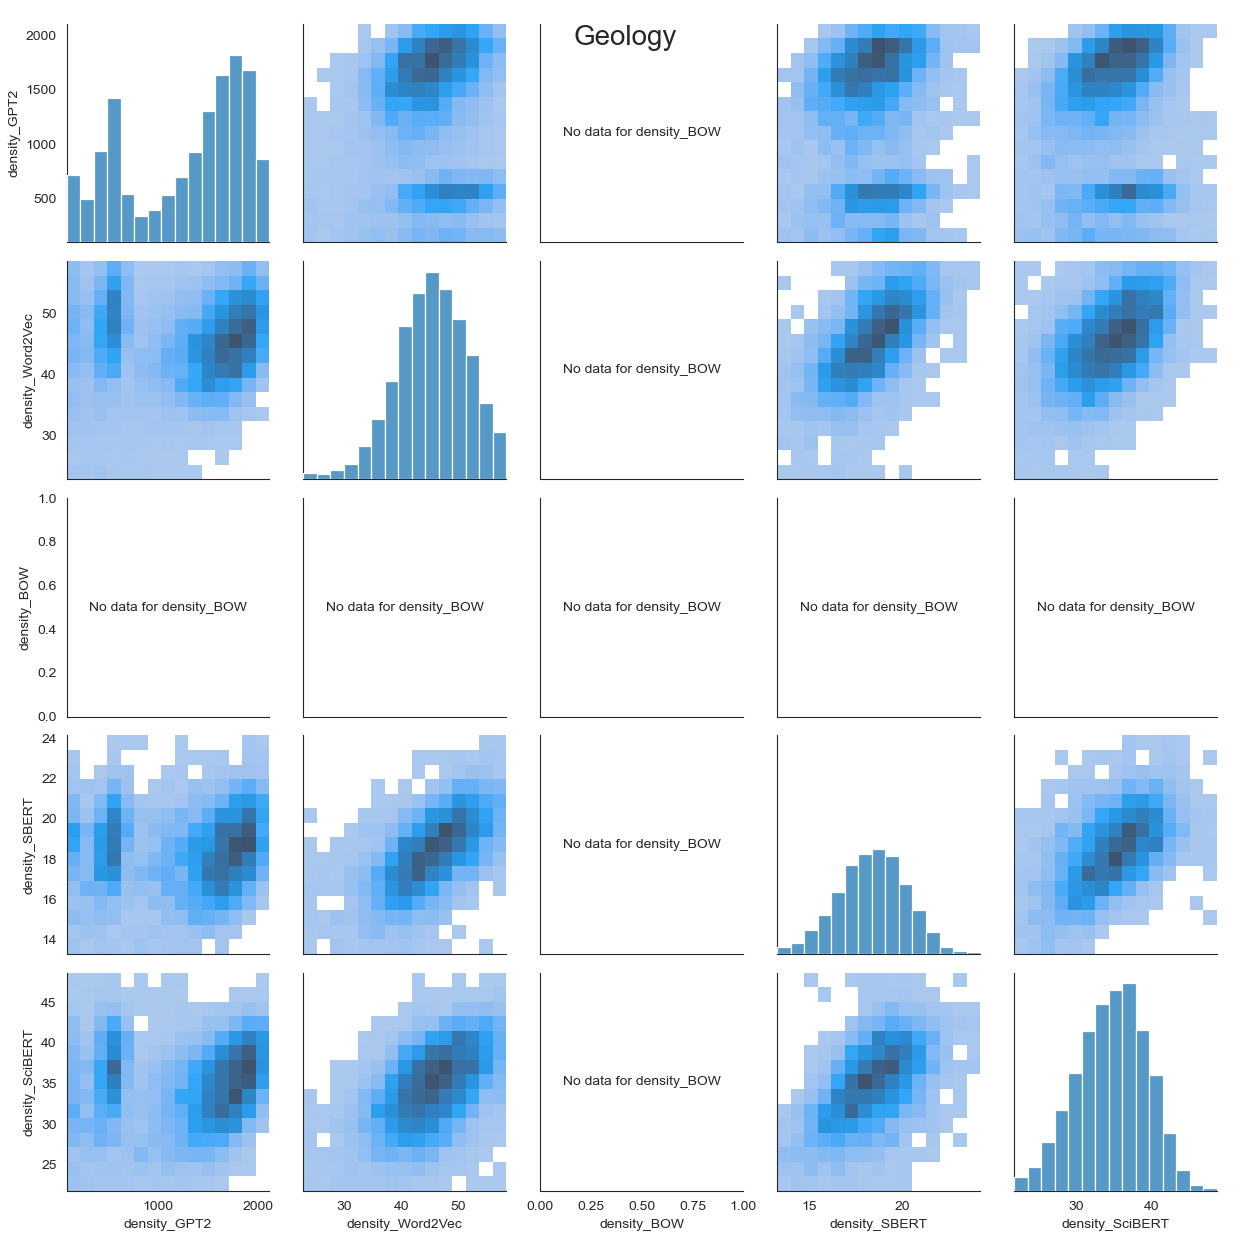 Geology
2000
1500
1000
500
density_GPT2
No data for density_BOW
50
40
30
density_Word2Vec
No data for density_BOW
1.0
0.8
0.6
0.4
0.2
0.0
density_BOW
No data for density_BOW
No data for density_BOW
No data for density_BOW
No data for density_BOW
No data for density_BOW
24
22
20
18
16
14
density_SBERT
No data for density_BOW
45
40
35
30
25
density_SciBERT
No data for density_BOW
1000 2000
density_GPT2
30 40 50
density_Word2Vec
0.00 0.25 0.50 0.75 1.00
density_BOW
15 20
density_SBERT
30 40
density_SciBERT